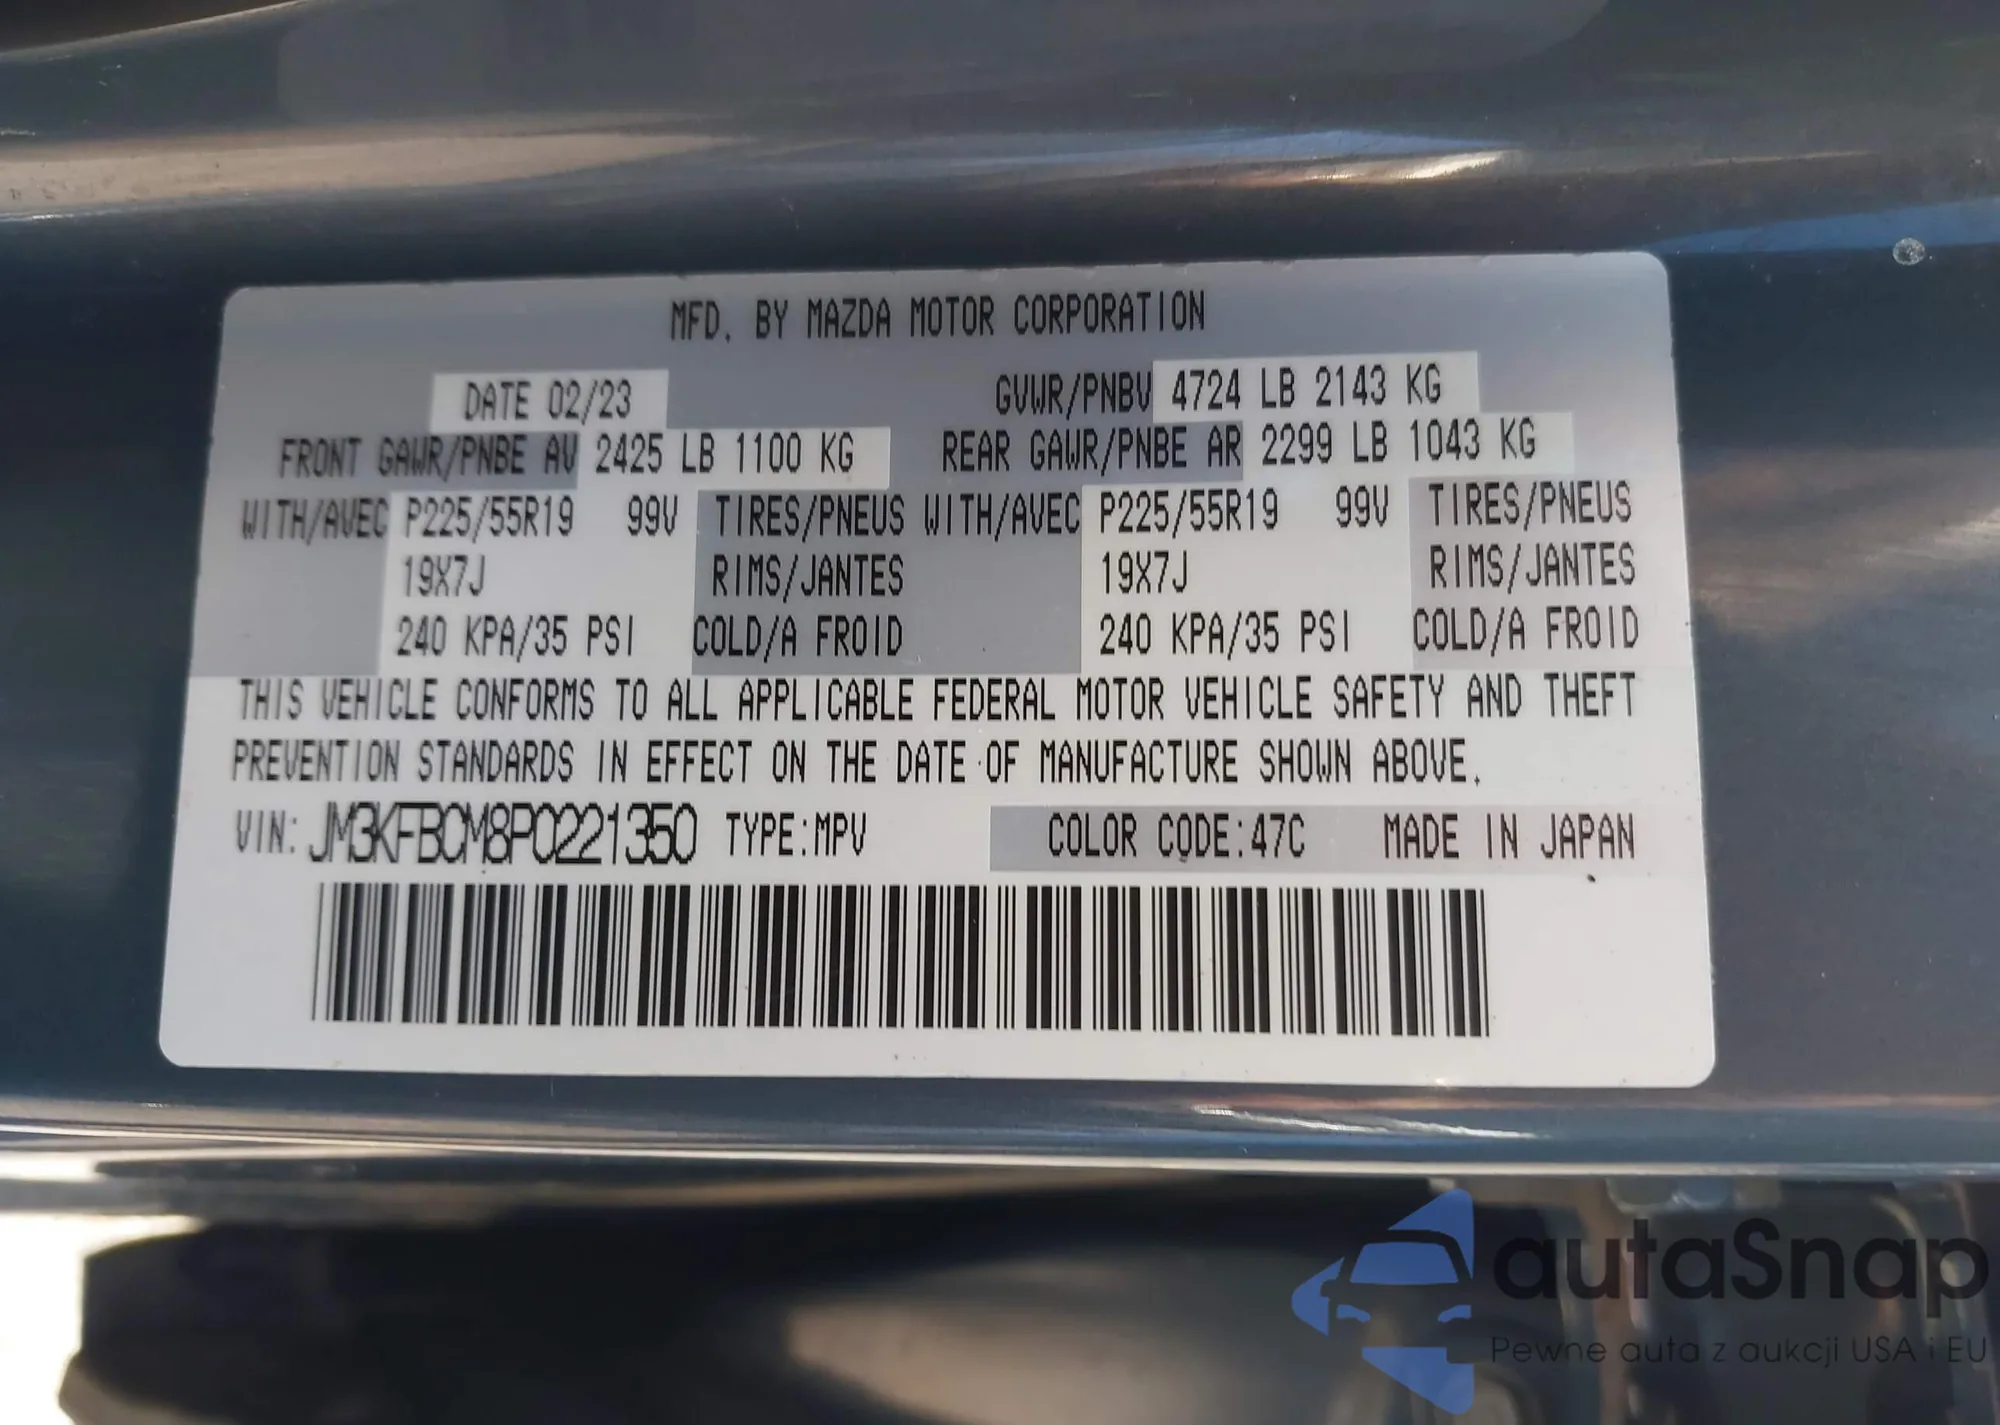 MFD. BY MAZDA MOTOR CORPORATION
DATE 02/23 GVWR/PNBV 4724 LB 2143 KG
FRONT GAWR/PNBE AV 2425 LB 1100 KG REAR GAWR/PNBE AR 2299 LB 1043 KG
WITH/AVEC P225/55R19 99V TIRES/PNEUS WITH/AVEC P225/55R19 99V TIRES/PNEUS
19X7J RIMS/JANTES 19X7J RIMS/JANTES
240 KPA/35 PSI COLD/A FROID 240 KPA/35 PSI COLD/A FROID
THIS VEHICLE CONFORMS TO ALL APPLICABLE FEDERAL MOTOR VEHICLE SAFETY AND THEFT
PREVENTION STANDARDS IN EFFECT ON THE DATE OF MANUFACTURE SHOWN ABOVE.
VIN: JM3KFBCM8P0221350 TYPE:MPV COLOR CODE:47C MADE IN JAPAN
autaSnap
Pewne auta z aukcji USA i EU